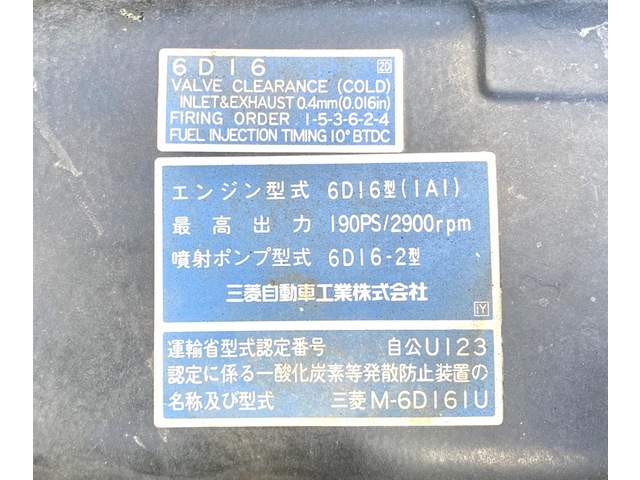 6D16 2D
VALVE CLEARANCE (COLD)
INLET&EXHAUST 0.4mm(0.016in)
FIRING ORDER 1-5-3-6-2-4
FUEL INJECTION TIMING 10° BTDC
エンジン型式 6D16型(1A1)
最高出力 190PS/2900rpm
噴射ポンプ型式 6D16-2型
三菱自動車工業株式会社
iY
運輸省型式認定番号 自公U123
認定に係る一酸化炭素等発散防止装置の
名称及び型式 三菱M-6D161U